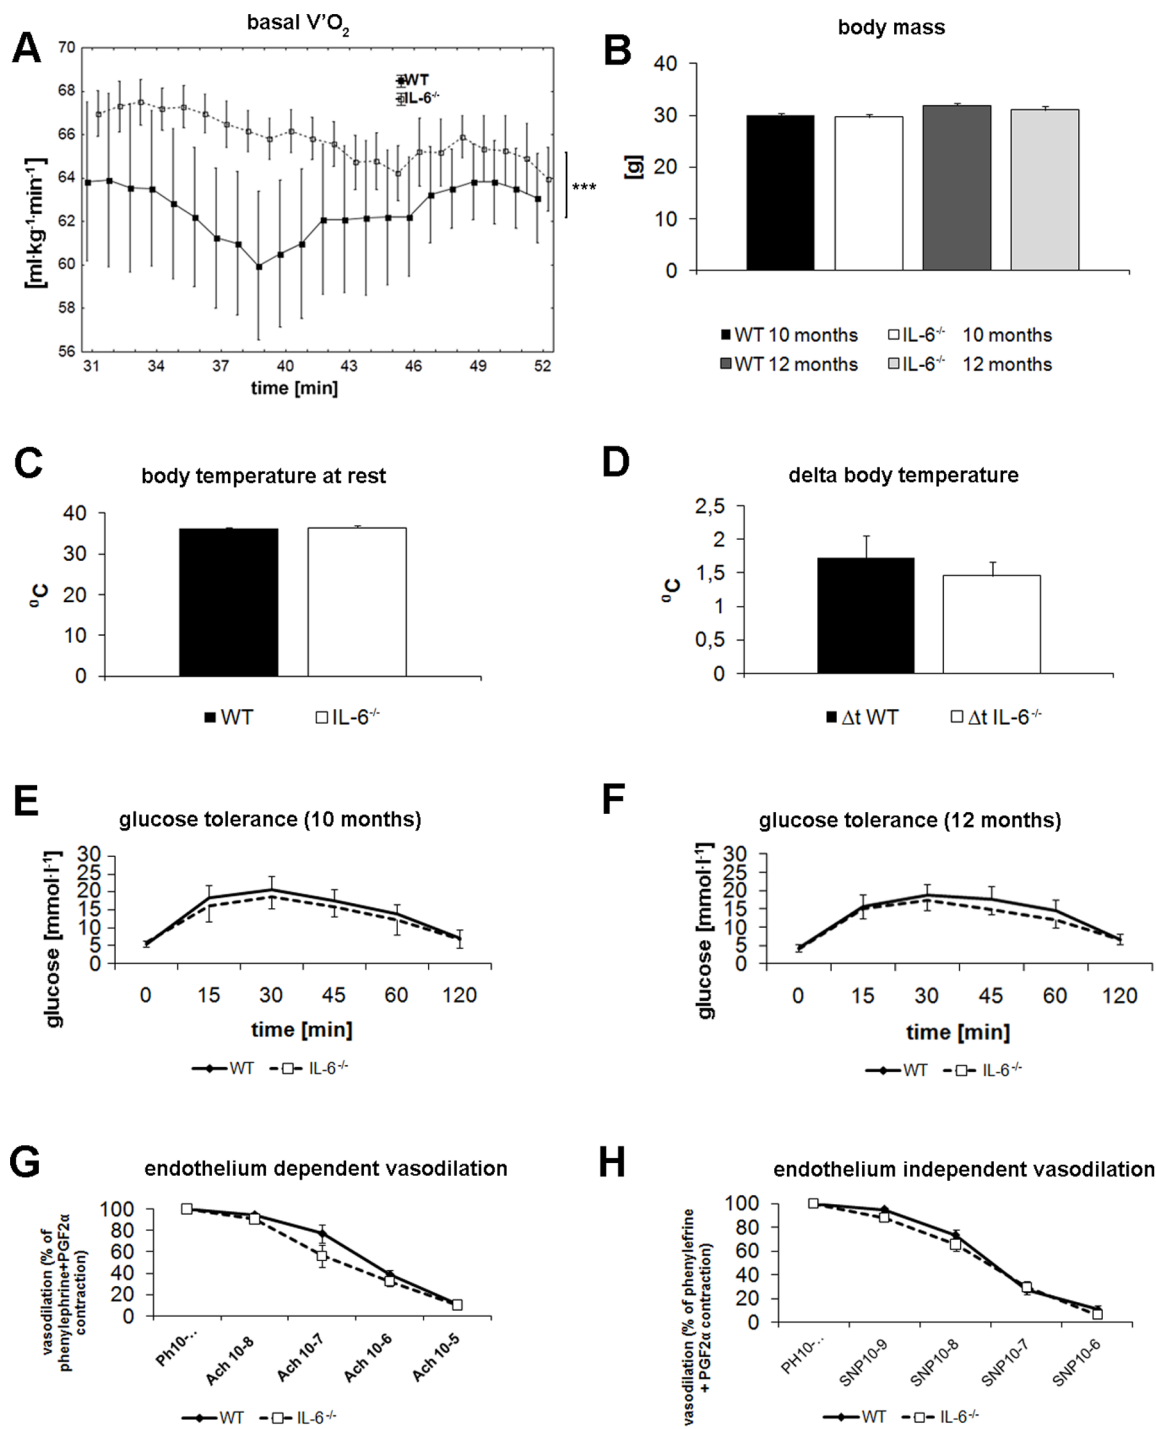 A
basal V'O2
70
68
66
64
62
60
58
56
[ml·kg-1·min-1]
WT
IL-6-/-
***
31 34 37 40 43 46 49 52
time [min]
B
body mass
40
30
20
10
0
[g]
WT 10 months IL-6-/- 10 months
WT 12 months IL-6-/- 12 months
C
body temperature at rest
40
30
20
10
0
ºC
WT IL-6-/-
D
delta body temperature
2,5
2
1,5
1
0,5
0
ºC
Δt WT Δt IL-6-/-
E
glucose tolerance (10 months)
glucose [mmol·l-1]
30
25
20
15
10
5
0
0 15 30 45 60 120
time [min]
WT IL-6-/-
F
glucose tolerance (12 months)
glucose [mmol·l-1]
30
25
20
15
10
5
0
0 15 30 45 60 120
time [min]
WT IL-6-/-
G
endothelium dependent vasodilation
vasodilation (% of
phenylephrine+PGF2α
contraction)
100
80
60
40
20
0
Ph10-.. Ach 10-8 Ach 10-7 Ach 10-6 Ach 10-5
WT IL-6-/-
H
endothelium independent vasodilation
vasodilation (% of phenylefrine
+ PGF2α contraction)
100
80
60
40
20
0
PH10-.. SNP10-9 SNP10-8 SNP10-7 SNP10-6
WT IL-6-/-